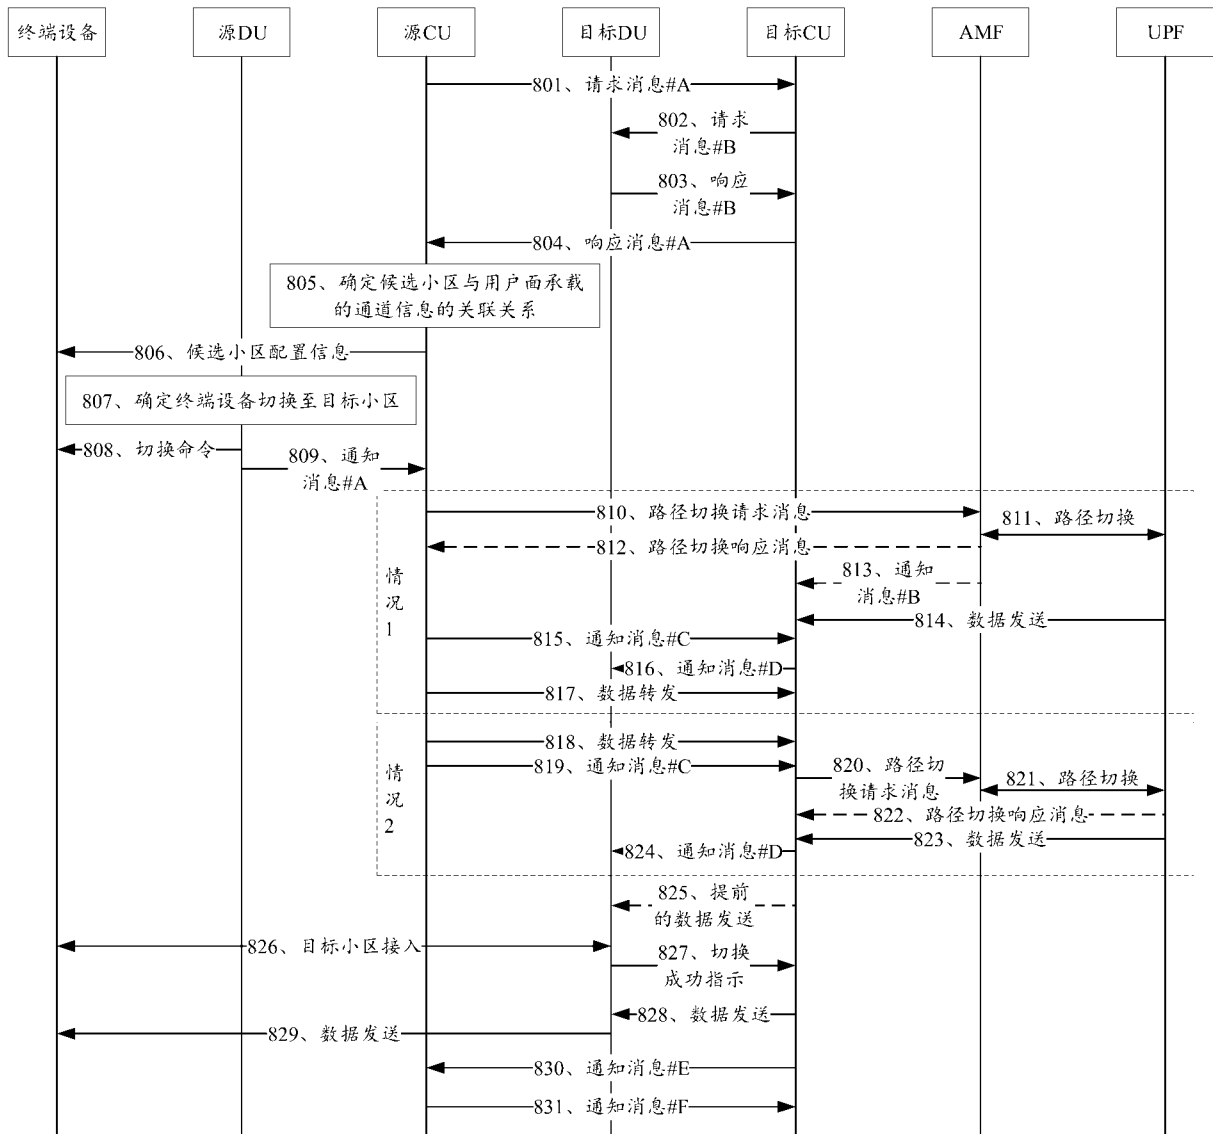 终端设备
源DU
源CU
目标DU
目标CU
AMF
UPF
801、请求消息#A
802、请求
消息#B
803、响应
消息#B
804、响应消息#A
805、确定候选小区与用户面承载
的通道信息的关联关系
806、候选小区配置信息
807、确定终端设备切换至目标小区
808、切换命令
809、通知
消息#A
情况1
810、路径切换请求消息
811、路径切换
812、路径切换响应消息
813、通知
消息#B
814、数据发送
815、通知消息#C
816、通知消息#D
817、数据转发
情况2
818、数据转发
819、通知消息#C
820、路径切
换请求消息
821、路径切换
822、路径切换响应消息
823、数据发送
824、通知消息#D
825、提前
的数据发送
826、目标小区接入
827、切换
成功指示
828、数据发送
829、数据发送
830、通知消息#E
831、通知消息#F